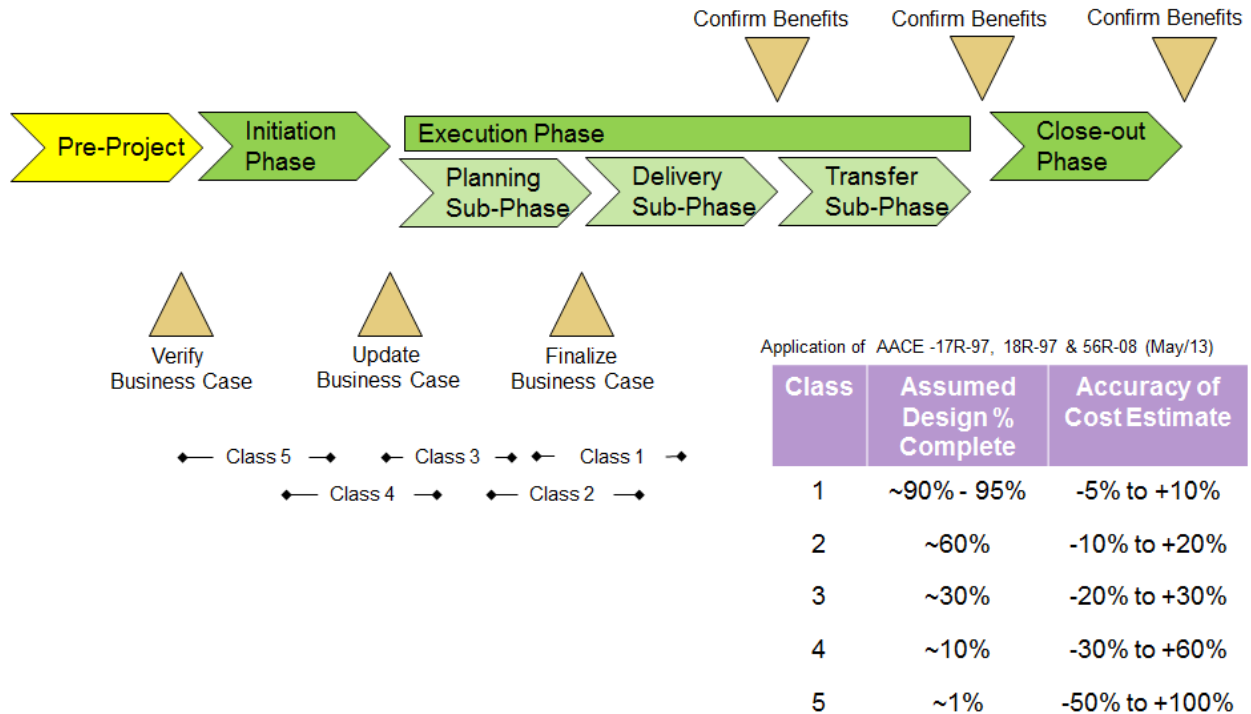 Confirm Benefits
Confirm Benefits
Confirm Benefits
Pre-Project
Initiation
Phase
Execution Phase
Planning
Sub-Phase
Delivery
Sub-Phase
Transfer
Sub-Phase
Close-out
Phase
Verify
Business Case
Update
Business Case
Finalize
Business Case
Class 5
Class 3
Class 1
Class 4
Class 2
Application of AACE -17R-97, 18R-97 & 56R-08 (May/13)
Class
Assumed
Design %
Complete
Accuracy of
Cost Estimate
1 ~90% - 95% -5% to +10%
2 ~60% -10% to +20%
3 ~30% -20% to +30%
4 ~10% -30% to +60%
5 ~1% -50% to +100%